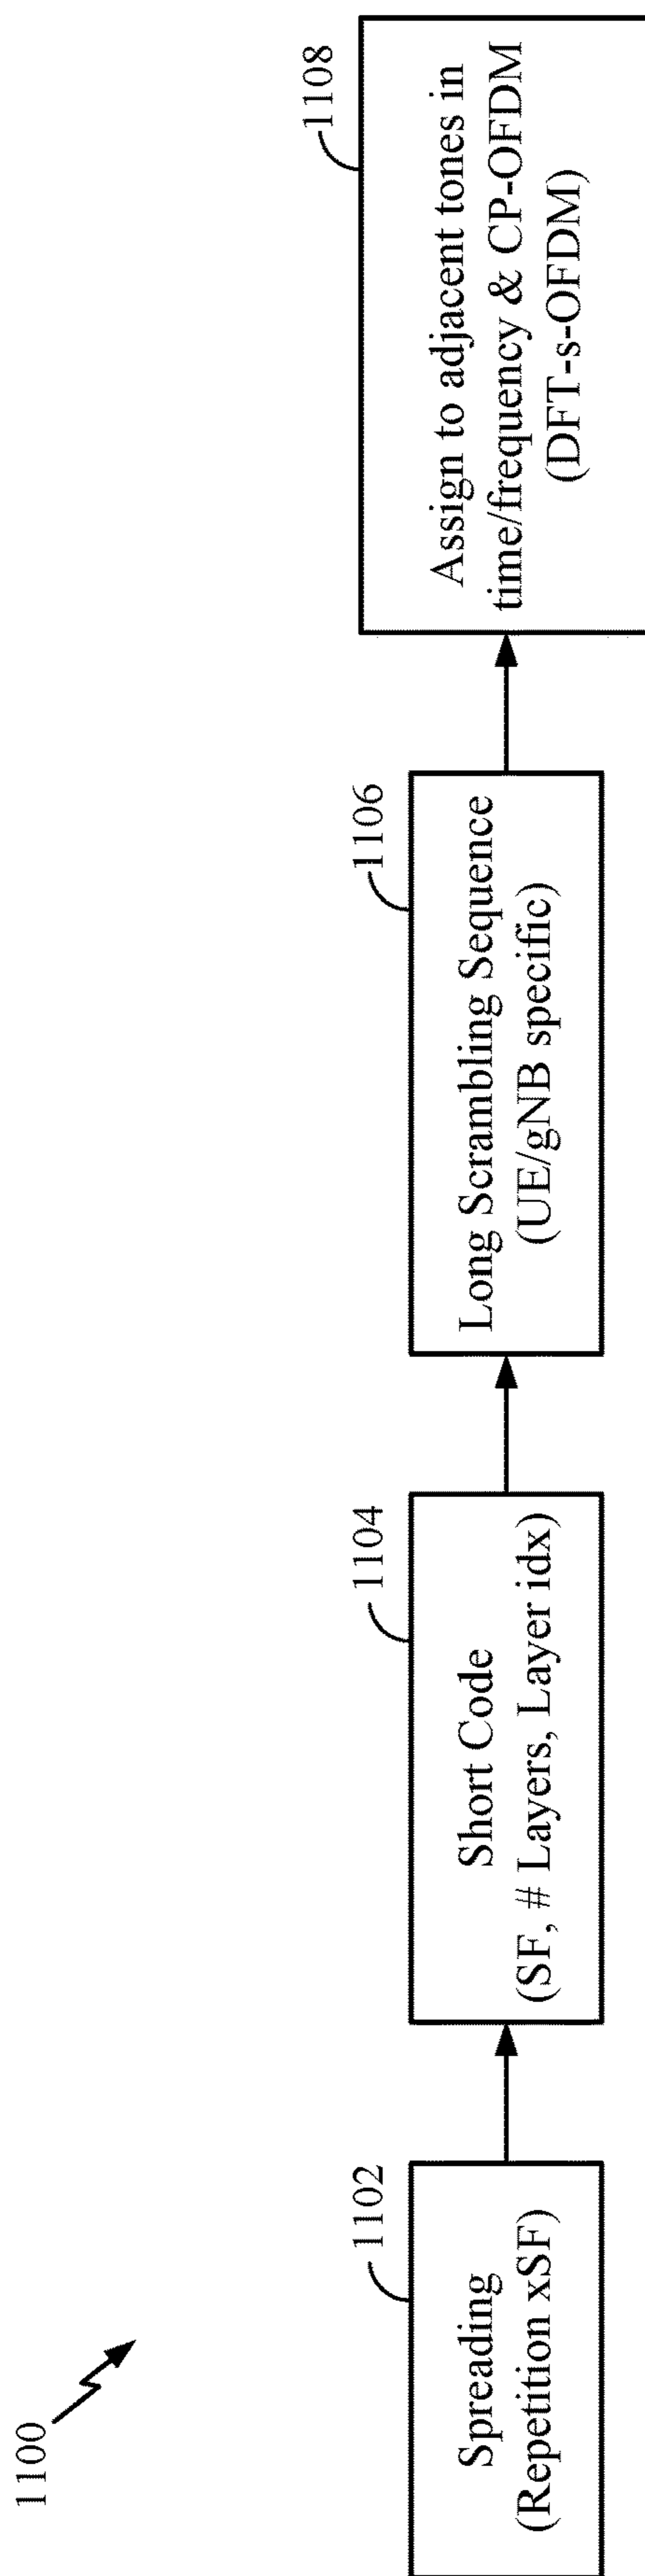 1100
1102
Spreading
(Repetition xSF)
1104
Short Code
(SF, # Layers, Layer idx)
1106
Long Scrambling Sequence
(UE/gNB specific)
1108
Assign to adjacent tones in
time/frequency & CP-OFDM
(DFT-s-OFDM)